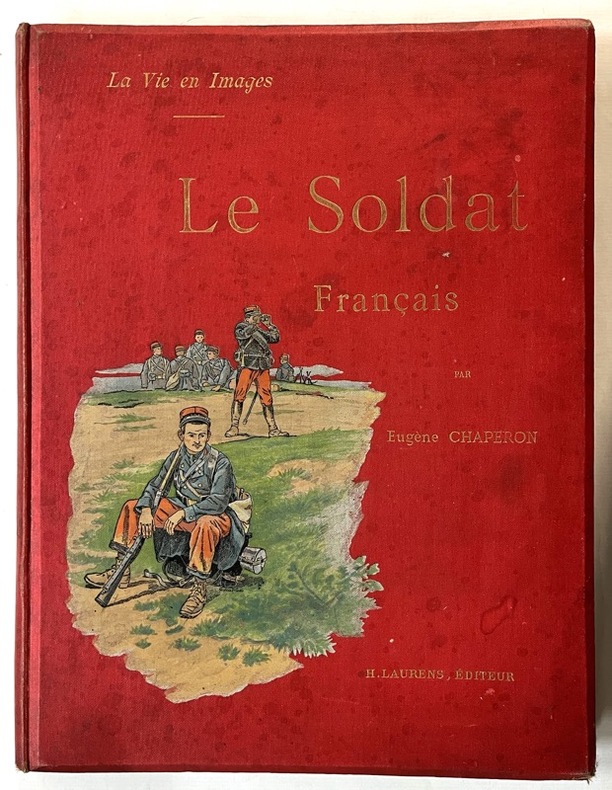 La Vie en Images
Le Soldat
Français
PAR
Eugène CHAPERON
H. LAURENS, ÉDITEUR